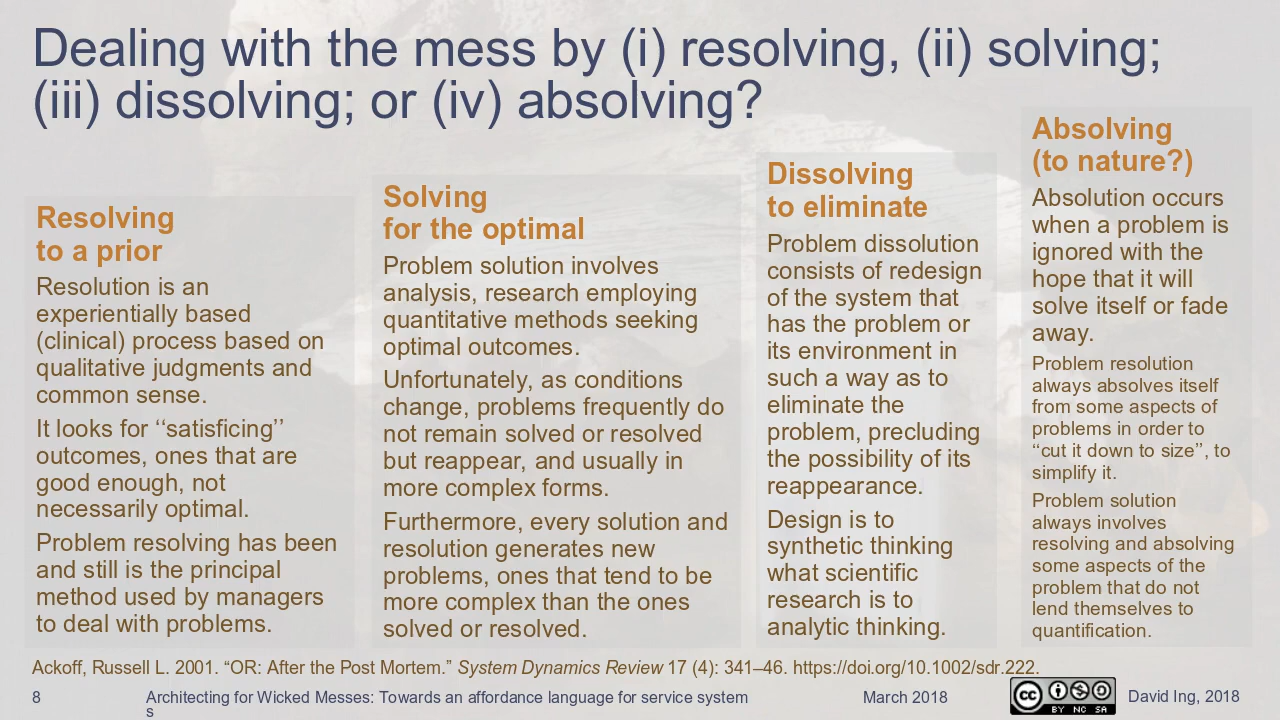 Dealing with the mess by (i) resolving, (ii) solving;
(iii) dissolving; or (iv) absolving?
Resolving
to a prior
Resolution is an
experientially based
(clinical) process based on
qualitative judgments and
common sense.
It looks for ‘‘satisficing’’
outcomes, ones that are
good enough, not
necessarily optimal.
Problem resolving has been
and still is the principal
method used by managers
to deal with problems.
Solving
for the optimal
Problem solution involves
analysis, research employing
quantitative methods seeking
optimal outcomes.
Unfortunately, as conditions
change, problems frequently do
not remain solved or resolved
but reappear, and usually in
more complex forms.
Furthermore, every solution and
resolution generates new
problems, ones that tend to be
more complex than the ones
solved or resolved.
Dissolving
to eliminate
Problem dissolution
consists of redesign
of the system that
has the problem or
its environment in
such a way as to
eliminate the
problem, precluding
the possibility of its
reappearance.
Design is to
synthetic thinking
what scientific
research is to
analytic thinking.
Absolving
(to nature?)
Absolution occurs
when a problem is
ignored with the
hope that it will
solve itself or fade
away.
Problem resolution
always absolves itself
from some aspects of
problems in order to
‘‘cut it down to size’’, to
simplify it.
Problem solution
always involves
resolving and absolving
some aspects of the
problem that do not
lend themselves to
quantification.
Ackoff, Russell L. 2001. “OR: After the Post Mortem.” System Dynamics Review 17 (4): 341–46. https://doi.org/10.1002/sdr.222.
8
Architecting for Wicked Messes: Towards an affordance language for service system
s
March 2018
cc
BY NC SA
David Ing, 2018